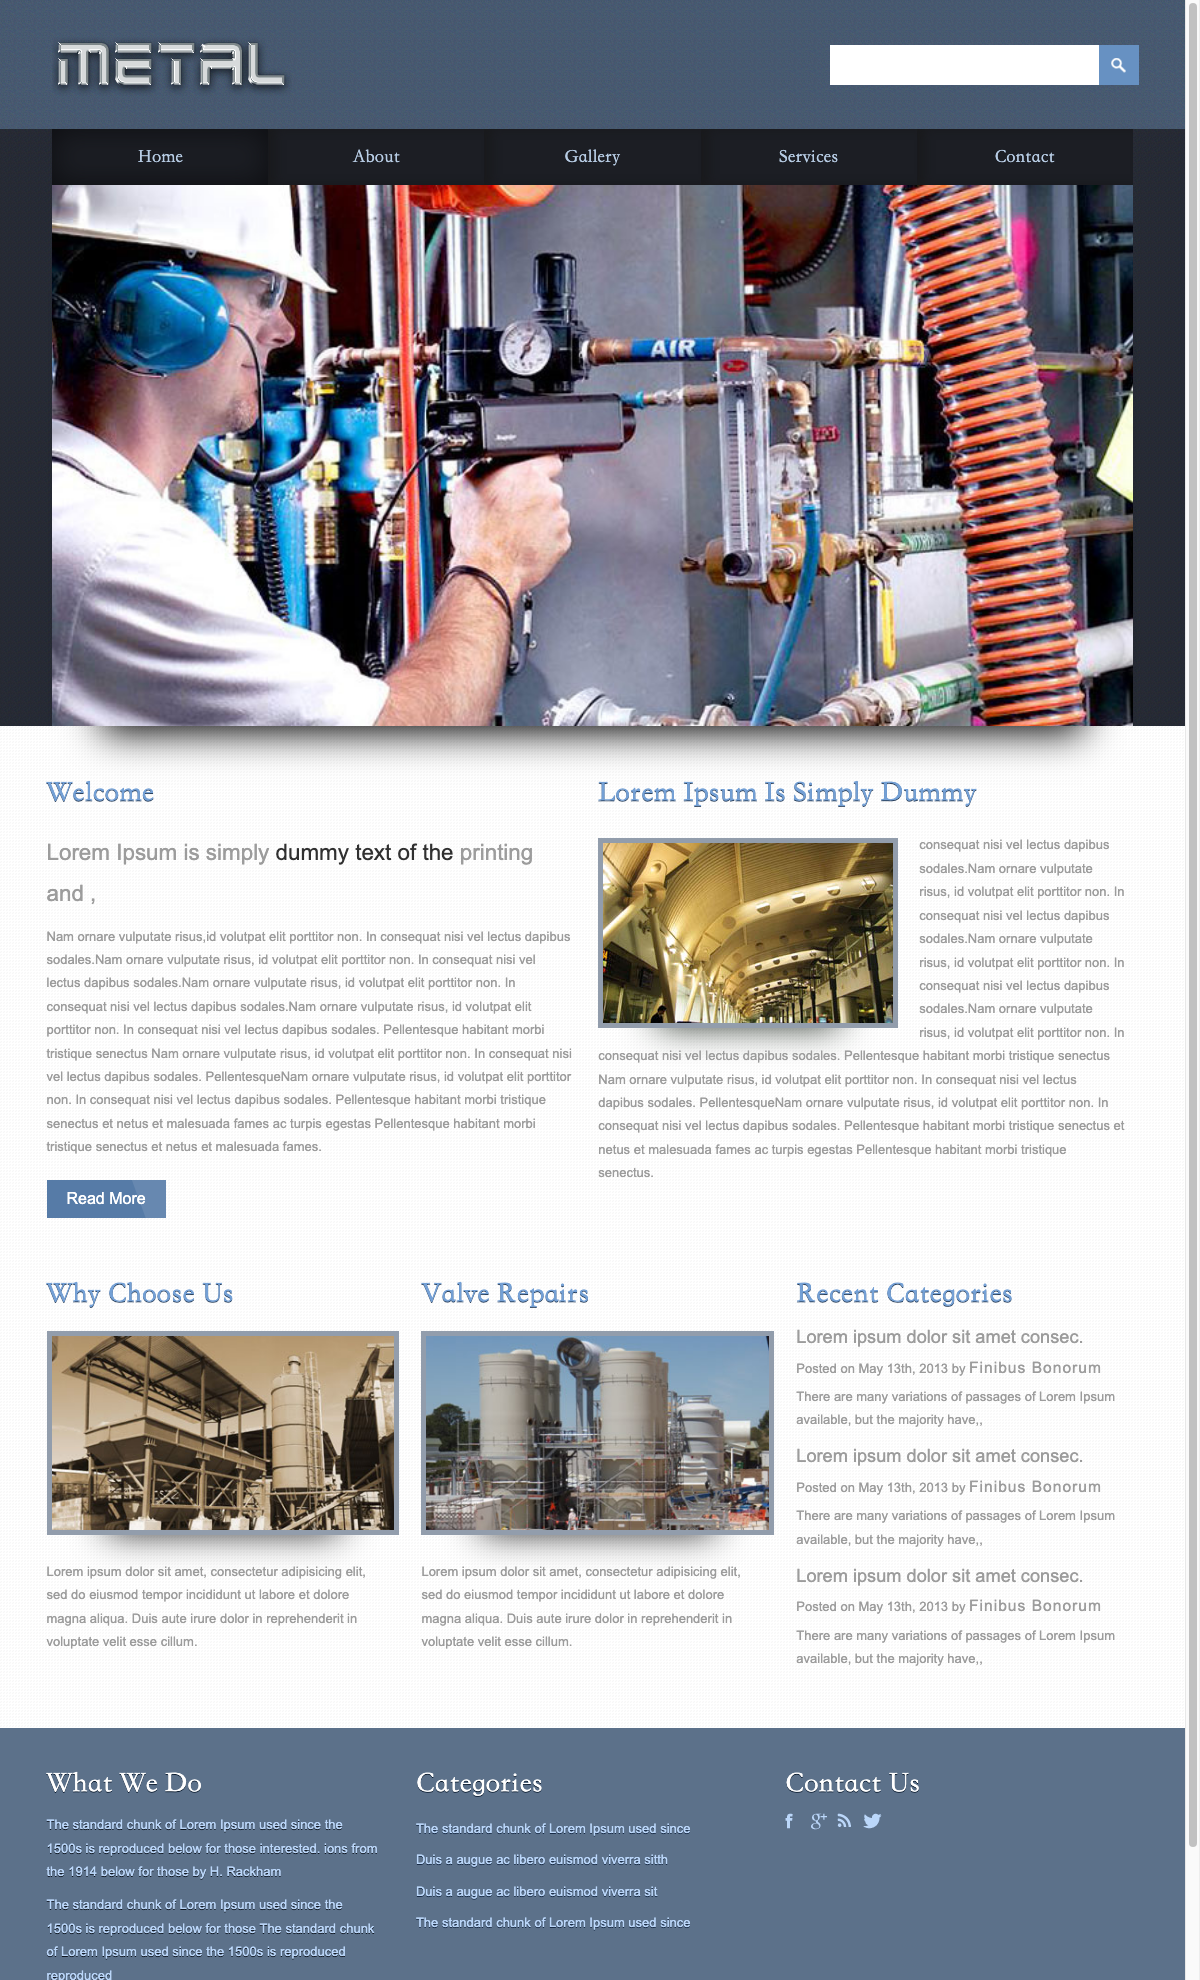 METAL
Home About Gallery Services Contact
AIR
Welcome
Lorem Ipsum is simply dummy text of the printing
and ,
Nam ornare vulputate risus,id volutpat elit porttitor non. In consequat nisi vel lectus dapibus
sodales.Nam ornare vulputate risus, id volutpat elit porttitor non. In consequat nisi vel
lectus dapibus sodales.Nam ornare vulputate risus, id volutpat elit porttitor non. In
consequat nisi vel lectus dapibus sodales.Nam ornare vulputate risus, id volutpat elit
porttitor non. In consequat nisi vel lectus dapibus sodales. Pellentesque habitant morbi
tristique senectus Nam ornare vulputate risus, id volutpat elit porttitor non. In consequat nisi
vel lectus dapibus sodales. PellentesqueNam ornare vulputate risus, id volutpat elit porttitor
non. In consequat nisi vel lectus dapibus sodales. Pellentesque habitant morbi tristique
senectus et netus et malesuada fames ac turpis egestas Pellentesque habitant morbi
tristique senectus et netus et malesuada fames.
Read More
Lorem Ipsum Is Simply Dummy
consequat nisi vel lectus dapibus
sodales.Nam ornare vulputate
risus, id volutpat elit porttitor non. In
consequat nisi vel lectus dapibus
sodales.Nam ornare vulputate
risus, id volutpat elit porttitor non. In
consequat nisi vel lectus dapibus
sodales.Nam ornare vulputate
risus, id volutpat elit porttitor non. In
consequat nisi vel lectus dapibus sodales. Pellentesque habitant morbi tristique senectus
Nam ornare vulputate risus, id volutpat elit porttitor non. In consequat nisi vel lectus
dapibus sodales. PellentesqueNam ornare vulputate risus, id volutpat elit porttitor non. In
consequat nisi vel lectus dapibus sodales. Pellentesque habitant morbi tristique senectus et
netus et malesuada fames ac turpis egestas Pellentesque habitant morbi tristique
senectus.
Why Choose Us
Lorem ipsum dolor sit amet, consectetur adipisicing elit,
sed do eiusmod tempor incididunt ut labore et dolore
magna aliqua. Duis aute irure dolor in reprehenderit in
voluptate velit esse cillum.
Valve Repairs
Lorem ipsum dolor sit amet, consectetur adipisicing elit,
sed do eiusmod tempor incididunt ut labore et dolore
magna aliqua. Duis aute irure dolor in reprehenderit in
voluptate velit esse cillum.
Recent Categories
Lorem ipsum dolor sit amet consec.
Posted on May 13th, 2013 by Finibus Bonorum
There are many variations of passages of Lorem Ipsum
available, but the majority have,,
Lorem ipsum dolor sit amet consec.
Posted on May 13th, 2013 by Finibus Bonorum
There are many variations of passages of Lorem Ipsum
available, but the majority have,,
Lorem ipsum dolor sit amet consec.
Posted on May 13th, 2013 by Finibus Bonorum
There are many variations of passages of Lorem Ipsum
available, but the majority have,,
What We Do
The standard chunk of Lorem Ipsum used since the
1500s is reproduced below for those interested. ions from
the 1914 below for those by H. Rackham
The standard chunk of Lorem Ipsum used since the
1500s is reproduced below for those The standard chunk
of Lorem Ipsum used since the 1500s is reproduced
reproduced
Categories
The standard chunk of Lorem Ipsum used since
Duis a augue ac libero euismod viverra sitth
Duis a augue ac libero euismod viverra sit
The standard chunk of Lorem Ipsum used since
Contact Us